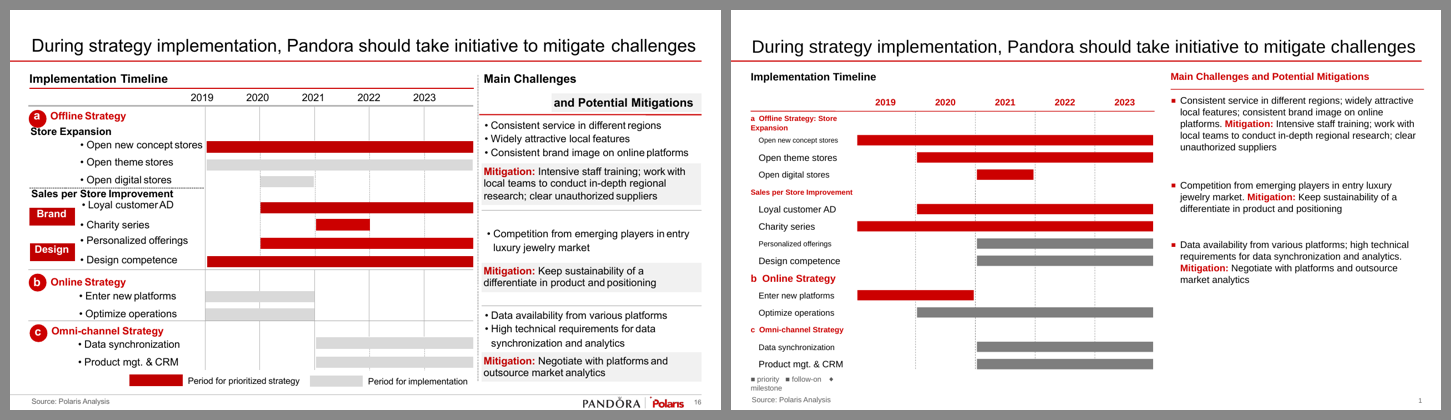 During strategy implementation, Pandora should take initiative to mitigate challenges
Implementation Timeline
2019 2020 2021 2022 2023
a Offline Strategy
Store Expansion
• Open new concept stores
• Open theme stores
• Open digital stores
Sales per Store Improvement
• Loyal customer AD
Brand
• Charity series
• Personalized offerings
Design
• Design competence
b Online Strategy
• Enter new platforms
• Optimize operations
c Omni-channel Strategy
• Data synchronization
• Product mgt. & CRM
Period for prioritized strategy Period for implementation
Main Challenges
and Potential Mitigations
• Consistent service in different regions
• Widely attractive local features
• Consistent brand image on online platforms
Mitigation: Intensive staff training; work with
local teams to conduct in-depth regional
research; clear unauthorized suppliers
• Competition from emerging players in entry
luxury jewelry market
Mitigation: Keep sustainability of a
differentiate in product and positioning
• Data availability from various platforms
• High technical requirements for data
synchronization and analytics
Mitigation: Negotiate with platforms and
outsource market analytics
Source: Polaris Analysis
PANDÖRA Polaris 16
During strategy implementation, Pandora should take initiative to mitigate challenges
Implementation Timeline
2019 2020 2021 2022 2023
a Offline Strategy: Store
Expansion
Open new concept stores
Open theme stores
Open digital stores
Sales per Store Improvement
Loyal customer AD
Charity series
Personalized offerings
Design competence
b Online Strategy
Enter new platforms
Optimize operations
c Omni-channel Strategy
Data synchronization
Product mgt. & CRM
■ priority ■ follow-on ♦
milestone
Main Challenges and Potential Mitigations
■ Consistent service in different regions; widely attractive
local features; consistent brand image on online
platforms. Mitigation: Intensive staff training; work with
local teams to conduct in-depth regional research; clear
unauthorized suppliers
■ Competition from emerging players in entry luxury
jewelry market. Mitigation: Keep sustainability of a
differentiate in product and positioning
■ Data availability from various platforms; high technical
requirements for data synchronization and analytics.
Mitigation: Negotiate with platforms and outsource
market analytics
Source: Polaris Analysis
1